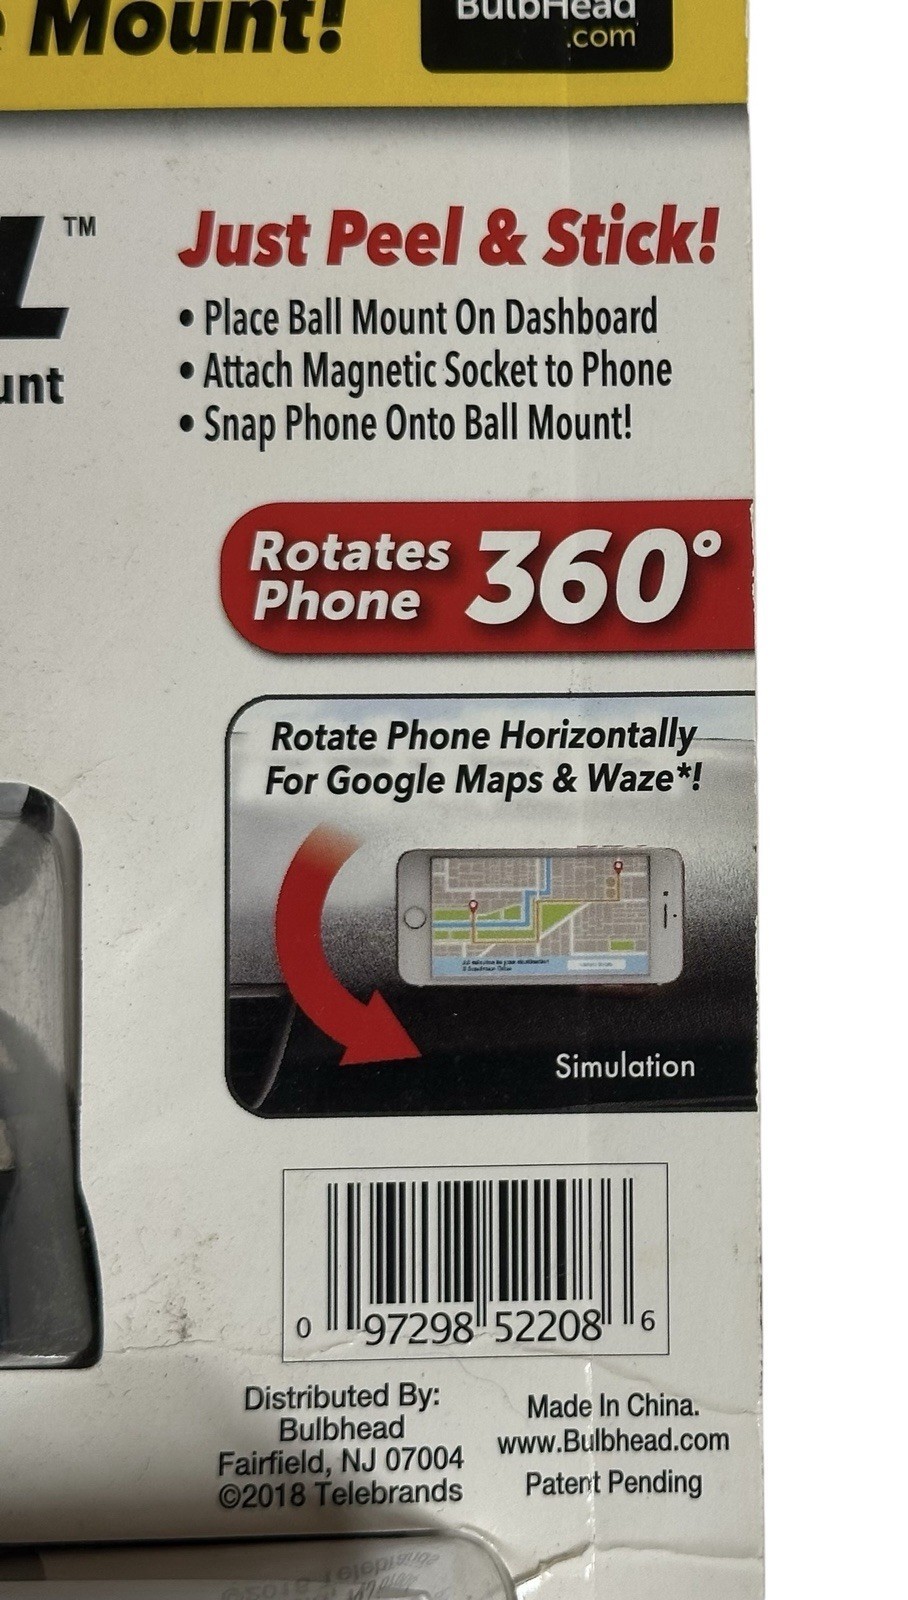 Mount!
BulbHead
.com
TM
Just Peel & Stick!
• Place Ball Mount On Dashboard
• Attach Magnetic Socket to Phone
• Snap Phone Onto Ball Mount!
Rotates
Phone
360°
Rotate Phone Horizontally
For Google Maps & Waze*!
Simulation
0 97298 52208 6
Distributed By:
Bulbhead
Fairfield, NJ 07004
©2018 Telebrands
Made In China.
www.Bulbhead.com
Patent Pending